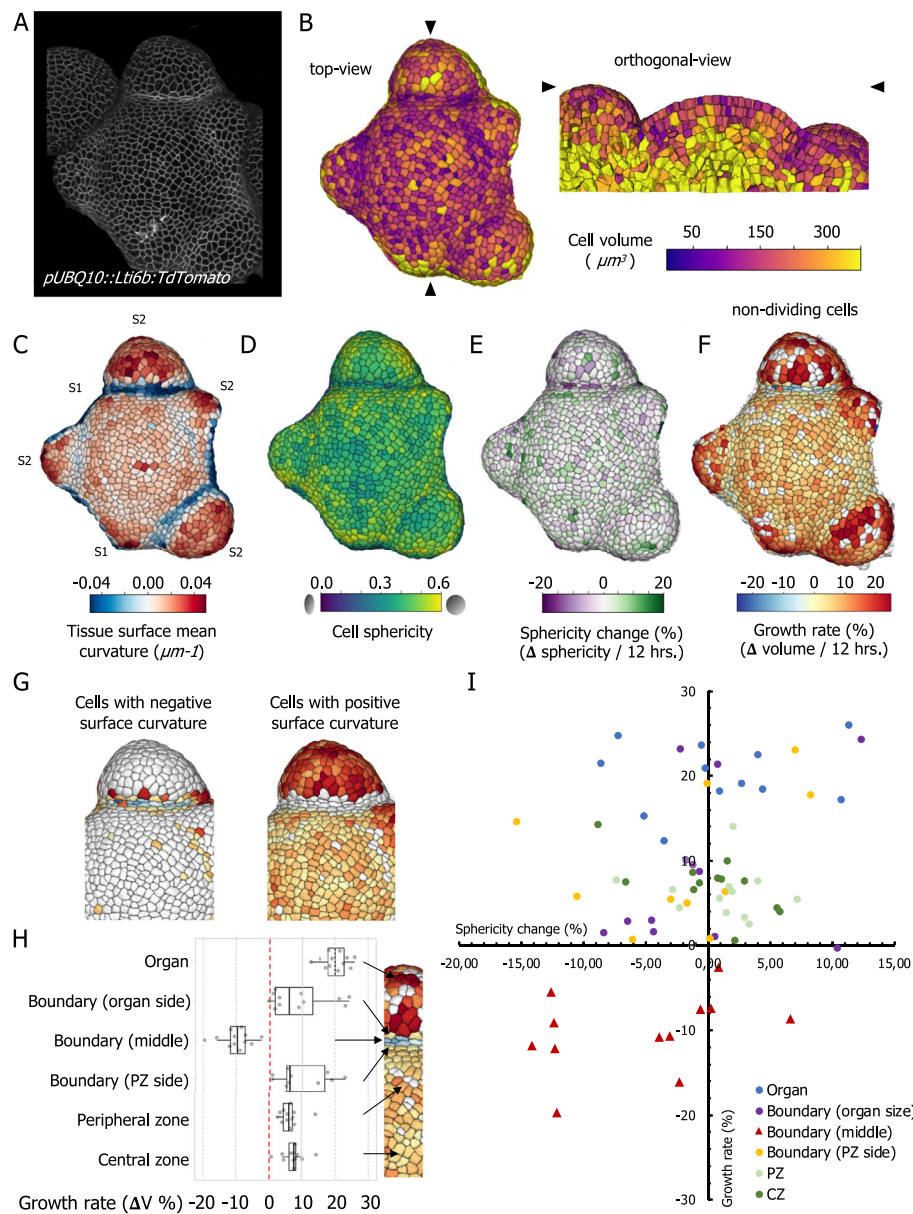 A
pUBQ10::Lti6b:TdTomato
B
top-view
orthogonal-view
Cell volume
( µm³ )
50 150 300
non-dividing cells
C
S2
S1
S2
S2
S1
S2
-0.04 0.00 0.04
Tissue surface mean
curvature (µm-1)
D
0.0 0.3 0.6
Cell sphericity
E
-20 0 20
Sphericity change (%)
(Δ sphericity / 12 hrs.)
F
-20 -10 0 10 20
Growth rate (%)
(Δ volume / 12 hrs.)
G
Cells with negative
surface curvature
Cells with positive
surface curvature
H
Organ
Boundary (organ side)
Boundary (middle)
Boundary (PZ side)
Peripheral zone
Central zone
Growth rate (ΔV %) -20 -10 0 10 20 30
I
30
20
10
0
-10
-20
-30
Sphericity change (%)
-20,00 -15,00 -10,00 -5,00 0,00 5,00 10,00 15,00
Growth rate (%)
Organ
Boundary (organ size)
Boundary (middle)
Boundary (PZ side)
PZ
CZ